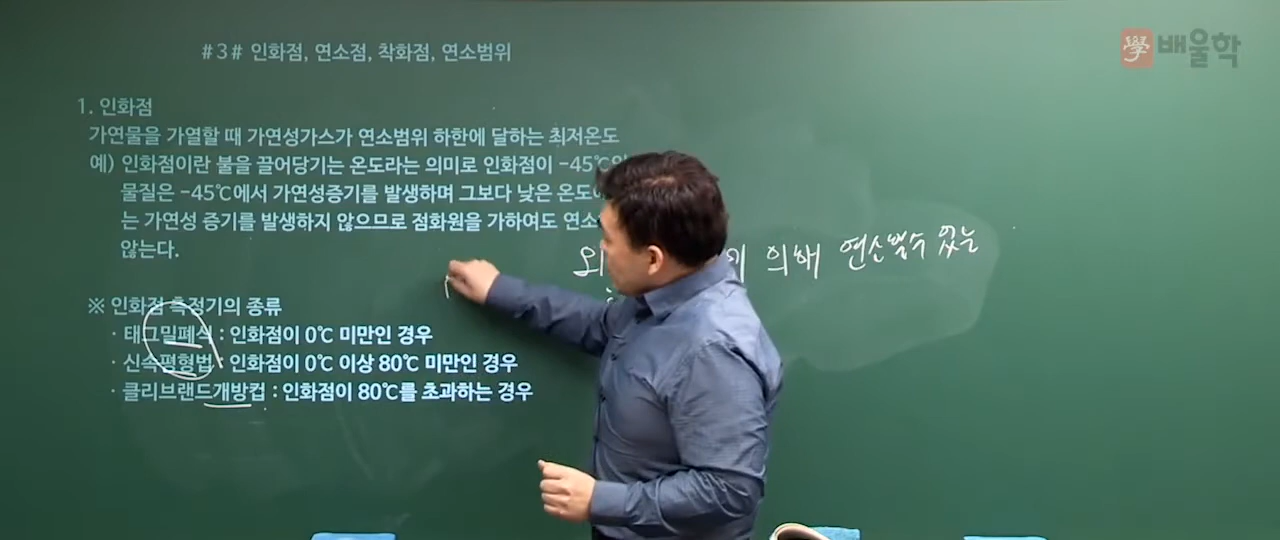 #3# 인화점, 연소점, 착화점, 연소범위
學 배울학
1. 인화점
가연물을 가열할 때 가연성가스가 연소범위 하한에 달하는 최저온도
예) 인화점이란 불을 끌어당기는 온도라는 의미로 인화점이 -45℃인
물질은 -45℃에서 가연성증기를 발생하며 그보다 낮은 온도에
는 가연성 증기를 발생하지 않으므로 점화원을 가하여도 연소
않는다.
의해 연소될수 있는
※ 인화점 측정기의 종류
· 태그밀폐식 : 인화점이 0℃ 미만인 경우
· 신속평형법 : 인화점이 0℃ 이상 80℃ 미만인 경우
· 클리브랜드개방컵 : 인화점이 80℃를 초과하는 경우